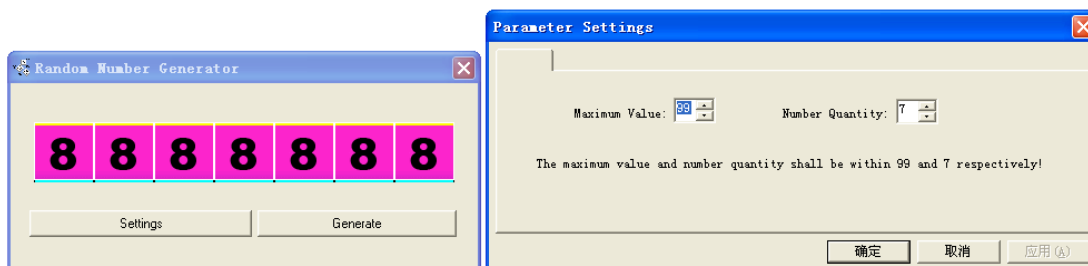 Random Number Generator
8 8 8 8 8 8 8
Settings
Generate
Parameter Settings
Maximum Value: 99
Number Quantity: 7
The maximum value and number quantity shall be within 99 and 7 respectively!
确定
取消
应用(A)